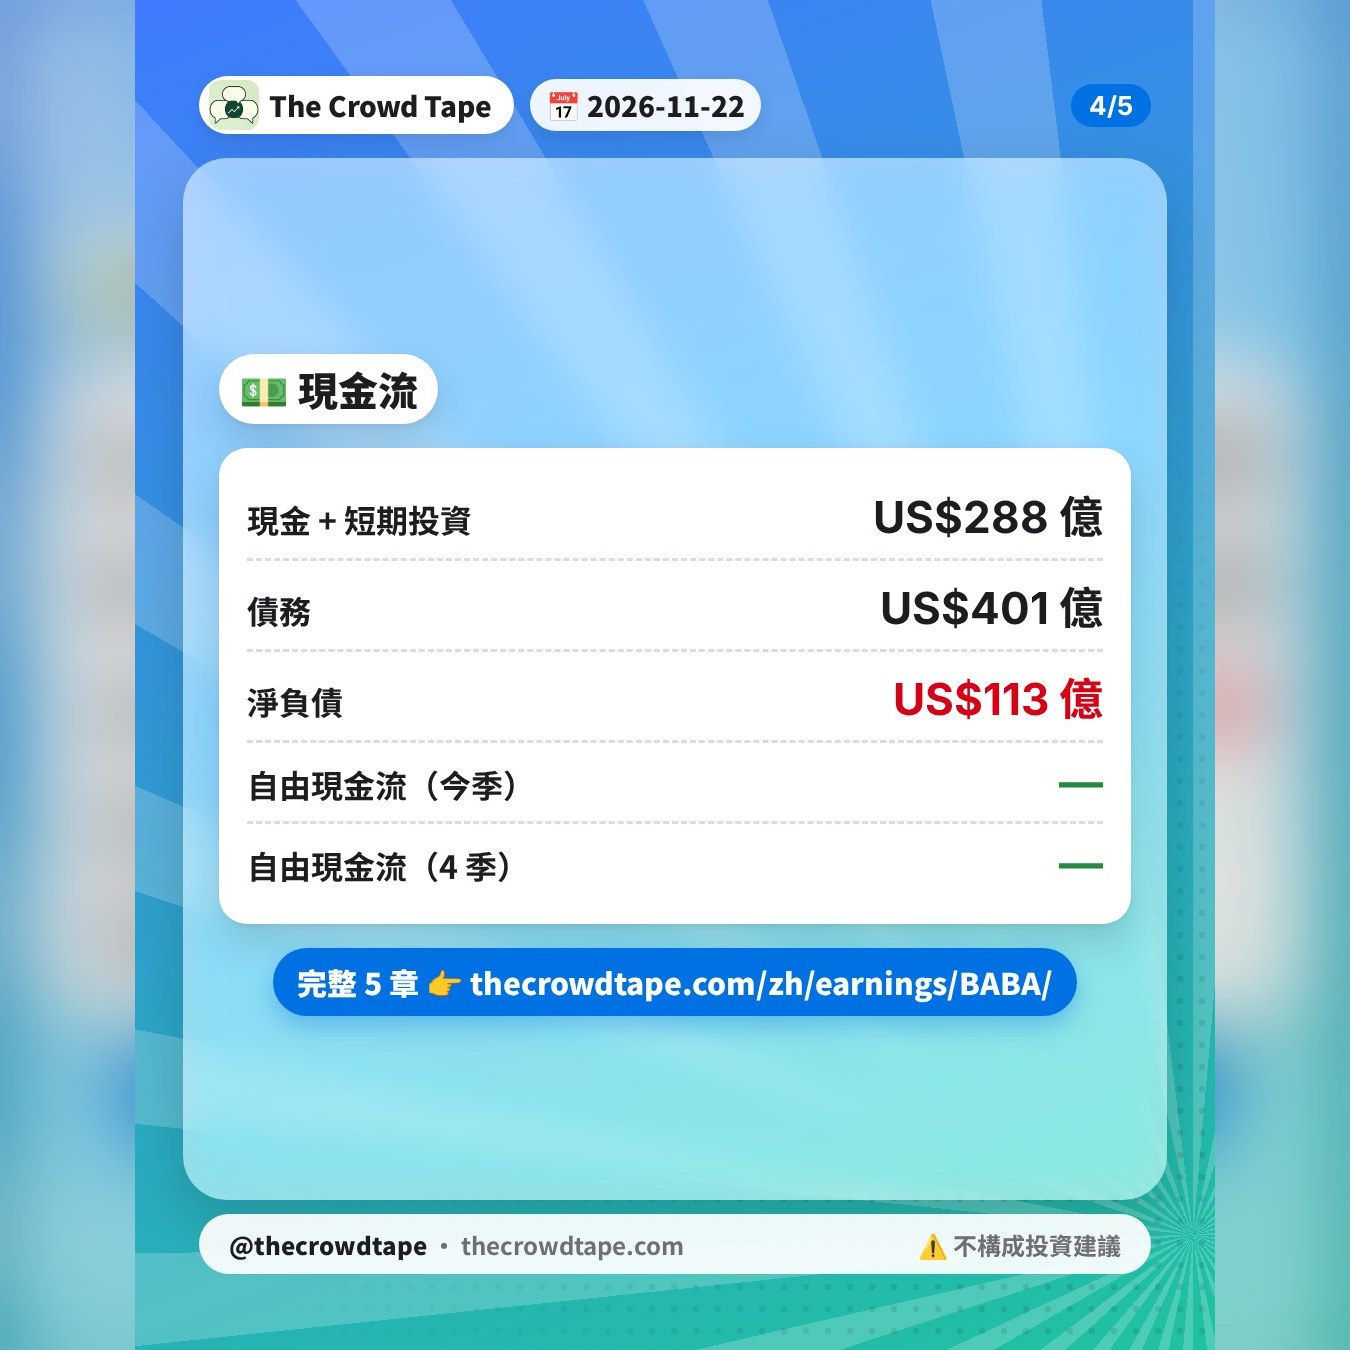 The Crowd Tape
📅 2026-11-22
4/5
💵 現金流
現金 + 短期投資 US$288 億
債務 US$401 億
淨負債 US$113 億
自由現金流（今季） —
自由現金流（4 季） —
完整 5 章 👉 thecrowdtape.com/zh/earnings/BABA/
@thecrowdtape • thecrowdtape.com
⚠️ 不構成投資建議